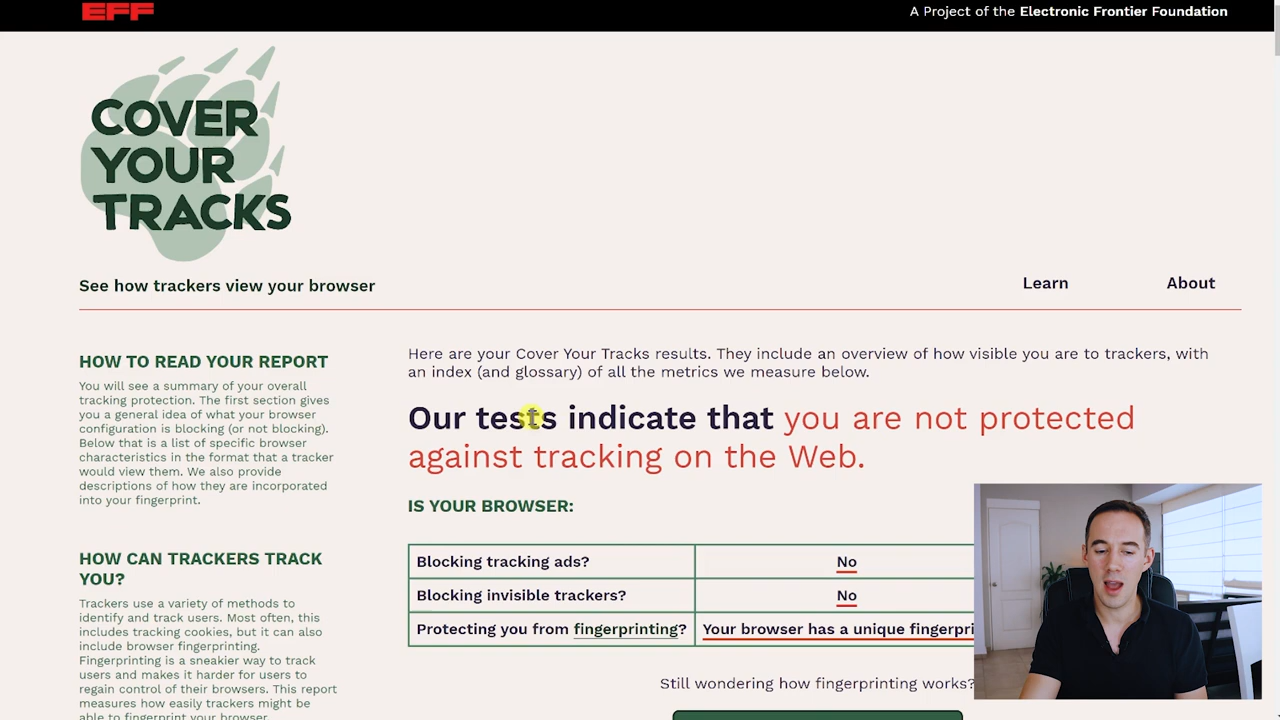 EFF
A Project of the Electronic Frontier Foundation
COVER
YOUR
TRACKS
See how trackers view your browser
Learn
About
HOW TO READ YOUR REPORT
You will see a summary of your overall
tracking protection. The first section gives
you a general idea of what your browser
configuration is blocking (or not blocking).
Below that is a list of specific browser
characteristics in the format that a tracker
would view them. We also provide
descriptions of how they are incorporated
into your fingerprint.
HOW CAN TRACKERS TRACK
YOU?
Trackers use a variety of methods to
identify and track users. Most often, this
includes tracking cookies, but it can also
include browser fingerprinting.
Fingerprinting is a sneakier way to track
users and makes it harder for users to
regain control of their browsers. This report
measures how easily trackers might be
able to fingerprint your browser.
Here are your Cover Your Tracks results. They include an overview of how visible you are to trackers, with
an index (and glossary) of all the metrics we measure below.
Our tests indicate that you are not protected
against tracking on the Web.
IS YOUR BROWSER:
Blocking tracking ads? No
Blocking invisible trackers? No
Protecting you from fingerprinting? Your browser has a unique fingerpri
Still wondering how fingerprinting works?